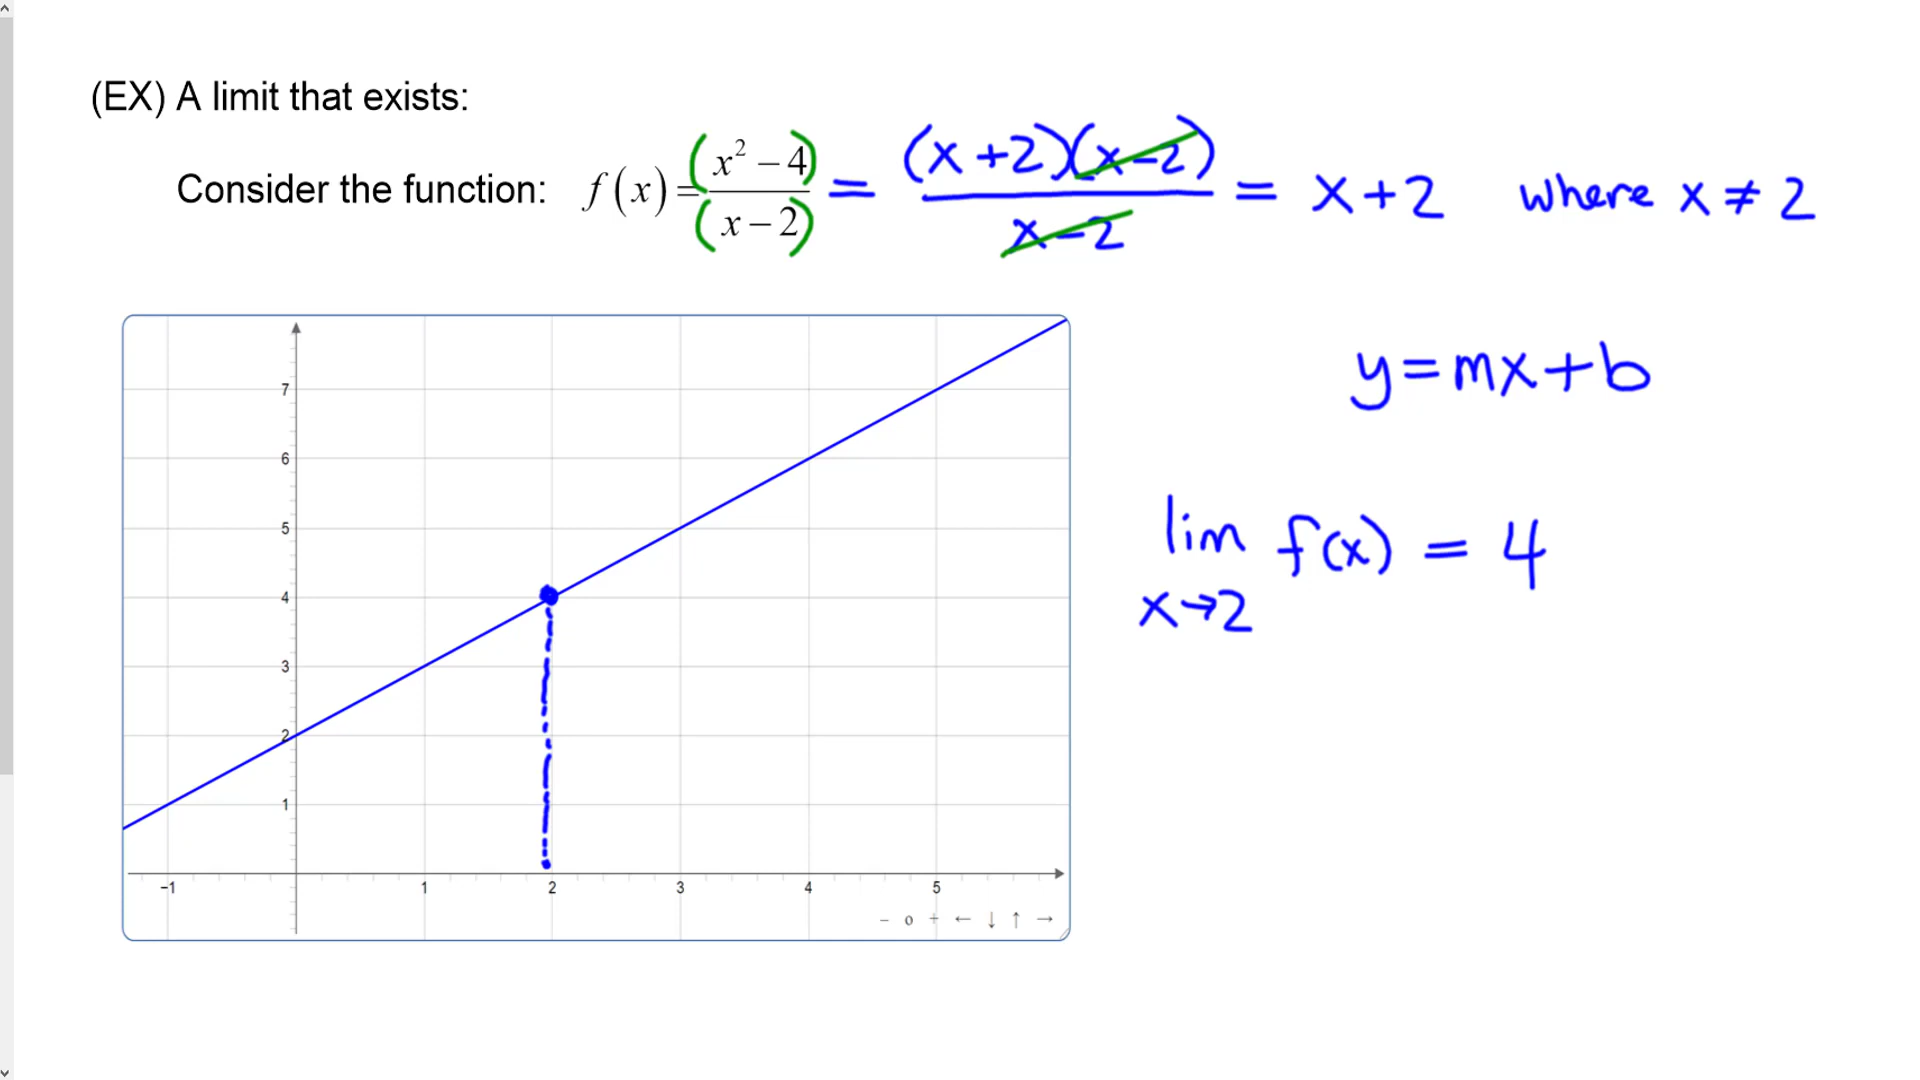 (EX) A limit that exists:
Consider the function: f(x) = (x² − 4)/(x − 2) = (x+2)(x−2)/(x−2) = x+2 where x ≠ 2
y = mx + b
lim f(x) = 4
x→2
7
6
5
4
3
2
1
−1 1 2 3 4 5
− o + ← ↓ ↑ →